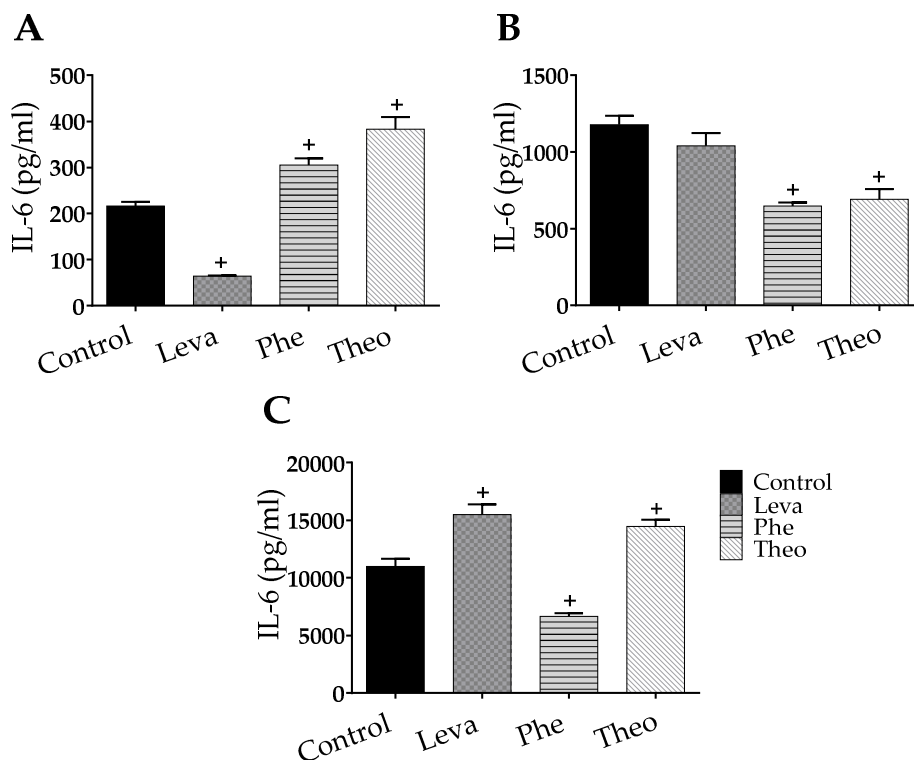 A
IL-6 (pg/ml)
500
400
300
200
100
0
+
+
+
Control
Leva
Phe
Theo
B
IL-6 (pg/ml)
1500
1000
500
0
+
+
Control
Leva
Phe
Theo
C
IL-6 (pg/ml)
20000
15000
10000
5000
0
+
+
+
Control
Leva
Phe
Theo
Control
Leva
Phe
Theo